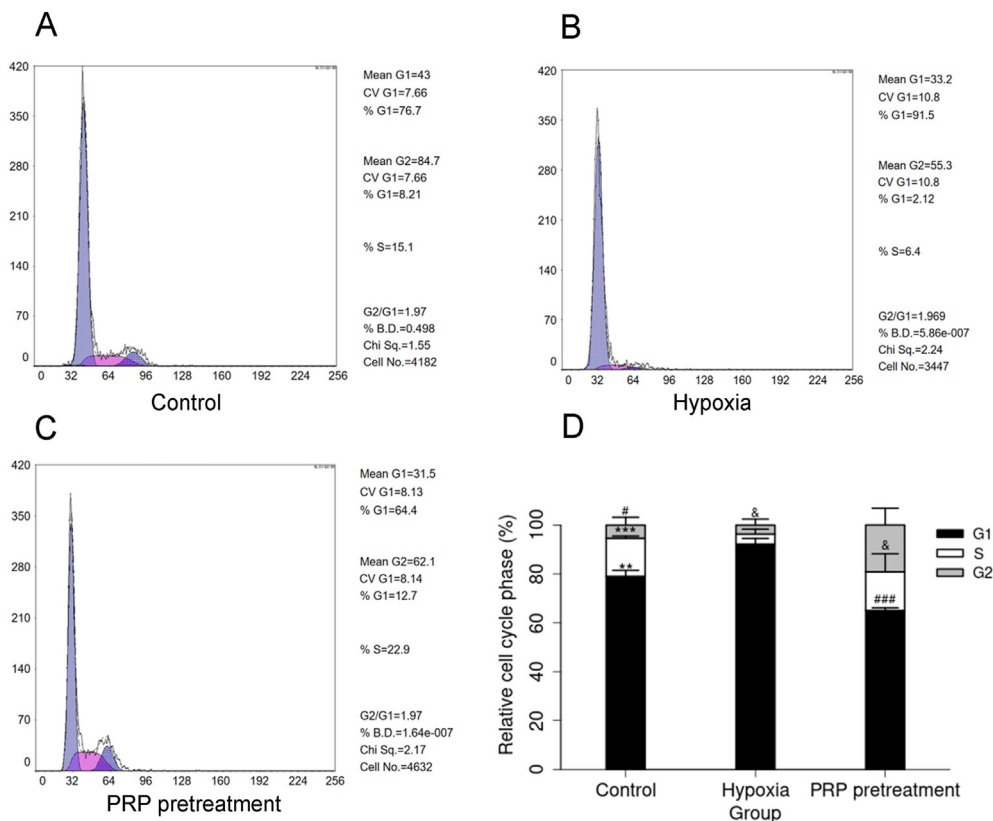 A
420
350
280
210
140
70
0
0 32 64 96 128 160 192 224 256
Mean G1=43
CV G1=7.66
% G1=76.7
Mean G2=84.7
CV G1=7.66
% G1=8.21
% S=15.1
G2/G1=1.97
% B.D.=0.498
Chi Sq.=1.55
Cell No.=4182
Control
B
420
350
280
210
140
70
0
0 32 64 128 160 192 224 256
Mean G1=33.2
CV G1=10.8
% G1=91.5
Mean G2=55.3
CV G1=10.8
% G1=2.12
% S=6.4
G2/G1=1.969
% B.D.=5.86e-007
Chi Sq.=2.24
Cell No.=3447
Hypoxia
C
420
350
280
210
140
70
0
0 32 64 96 128 160 192 224 256
Mean G1=31.5
CV G1=8.13
% G1=64.4
Mean G2=62.1
CV G1=8.14
% G1=12.7
% S=22.9
G2/G1=1.97
% B.D.=1.64e-007
Chi Sq.=2.17
Cell No.=4632
PRP pretreatment
D
Relative cell cycle phase (%)
100
80
60
40
20
0
#
***
**
&
&
###
G1
S
G2
Control Hypoxia PRP pretreatment
Group